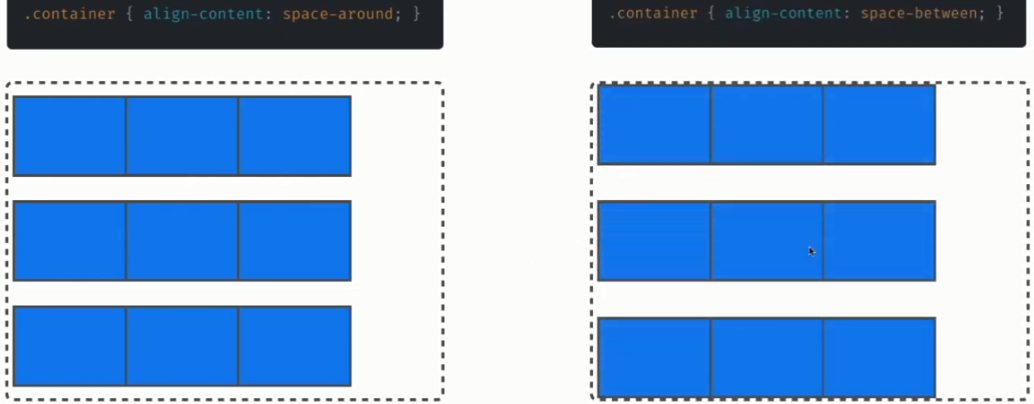 .container { align-content: space-around; }
.container { align-content: space-between; }